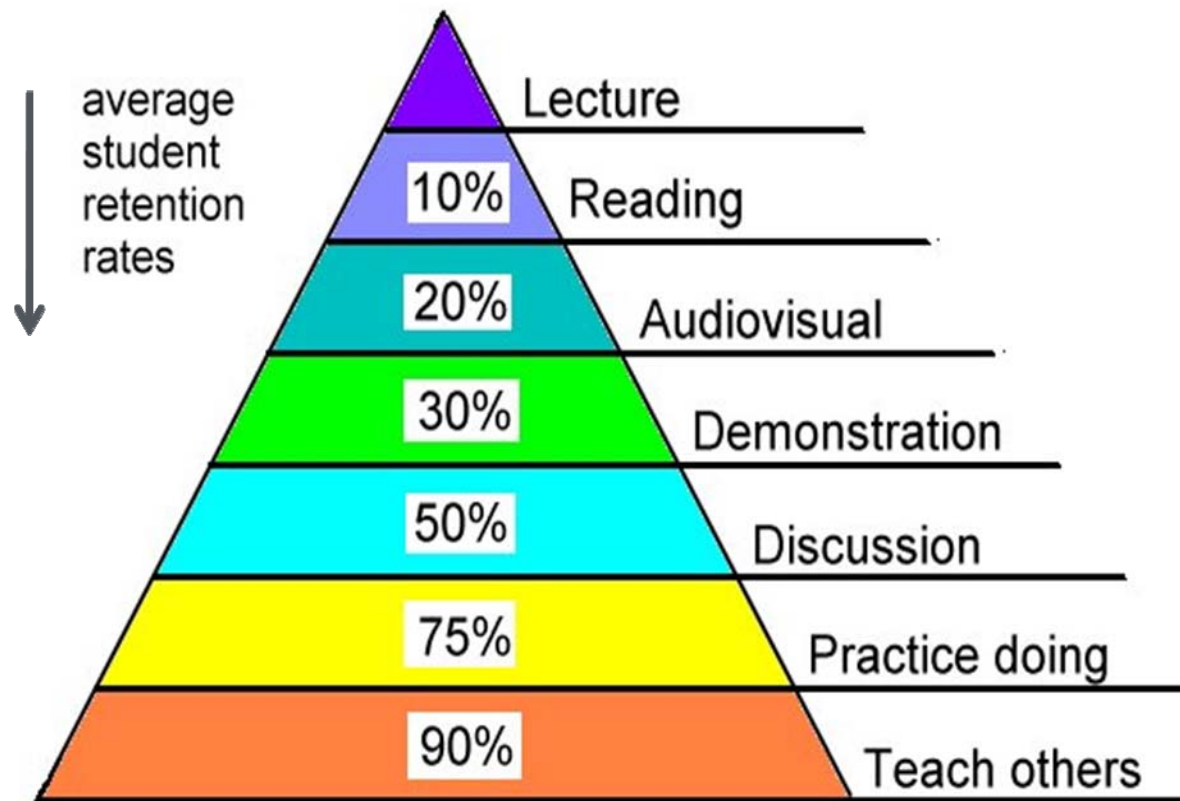 average
student
retention
rates
Lecture
10% Reading
20% Audiovisual
30% Demonstration
50% Discussion
75% Practice doing
90% Teach others